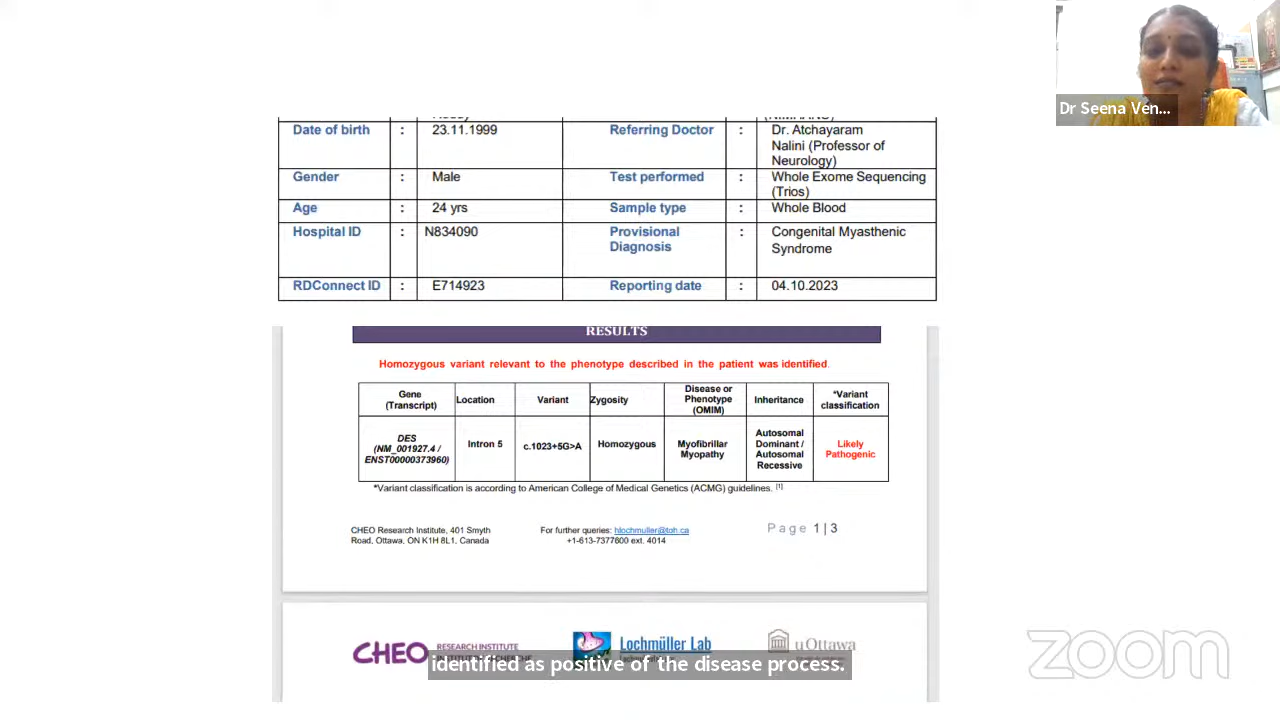 Dr Seena Ven...
Date of birth : 23.11.1999 Referring Doctor : Dr. Atchayaram
Nalini (Professor of
Neurology)
Gender : Male Test performed : Whole Exome Sequencing
(Trios)
Age : 24 yrs Sample type : Whole Blood
Hospital ID : N834090 Provisional : Congenital Myasthenic
Diagnosis Syndrome
RDConnect ID : E714923 Reporting date : 04.10.2023
RESULTS
Homozygous variant relevant to the phenotype described in the patient was identified.
Gene
(Transcript)
Location
Variant
Zygosity
Disease or
Phenotype
(OMIM)
Inheritance
*Variant
classification
DES
(NM_001927.4 /
ENST00000373960)
Intron 5
c.1023+5G>A
Homozygous
Myofibrillar
Myopathy
Autosomal
Dominant /
Autosomal
Recessive
Likely
Pathogenic
*Variant classification is according to American College of Medical Genetics (ACMG) guidelines. [1]
CHEO Research Institute, 401 Smyth
Road, Ottawa, ON K1H 8L1, Canada
For further queries: hlochmuller@toh.ca
+1-613-7377600 ext. 4014
Page 1|3
CHEO RESEARCH INSTITUTE
Lochmüller Lab
uOttawa
identified as positive of the disease process.
zoom